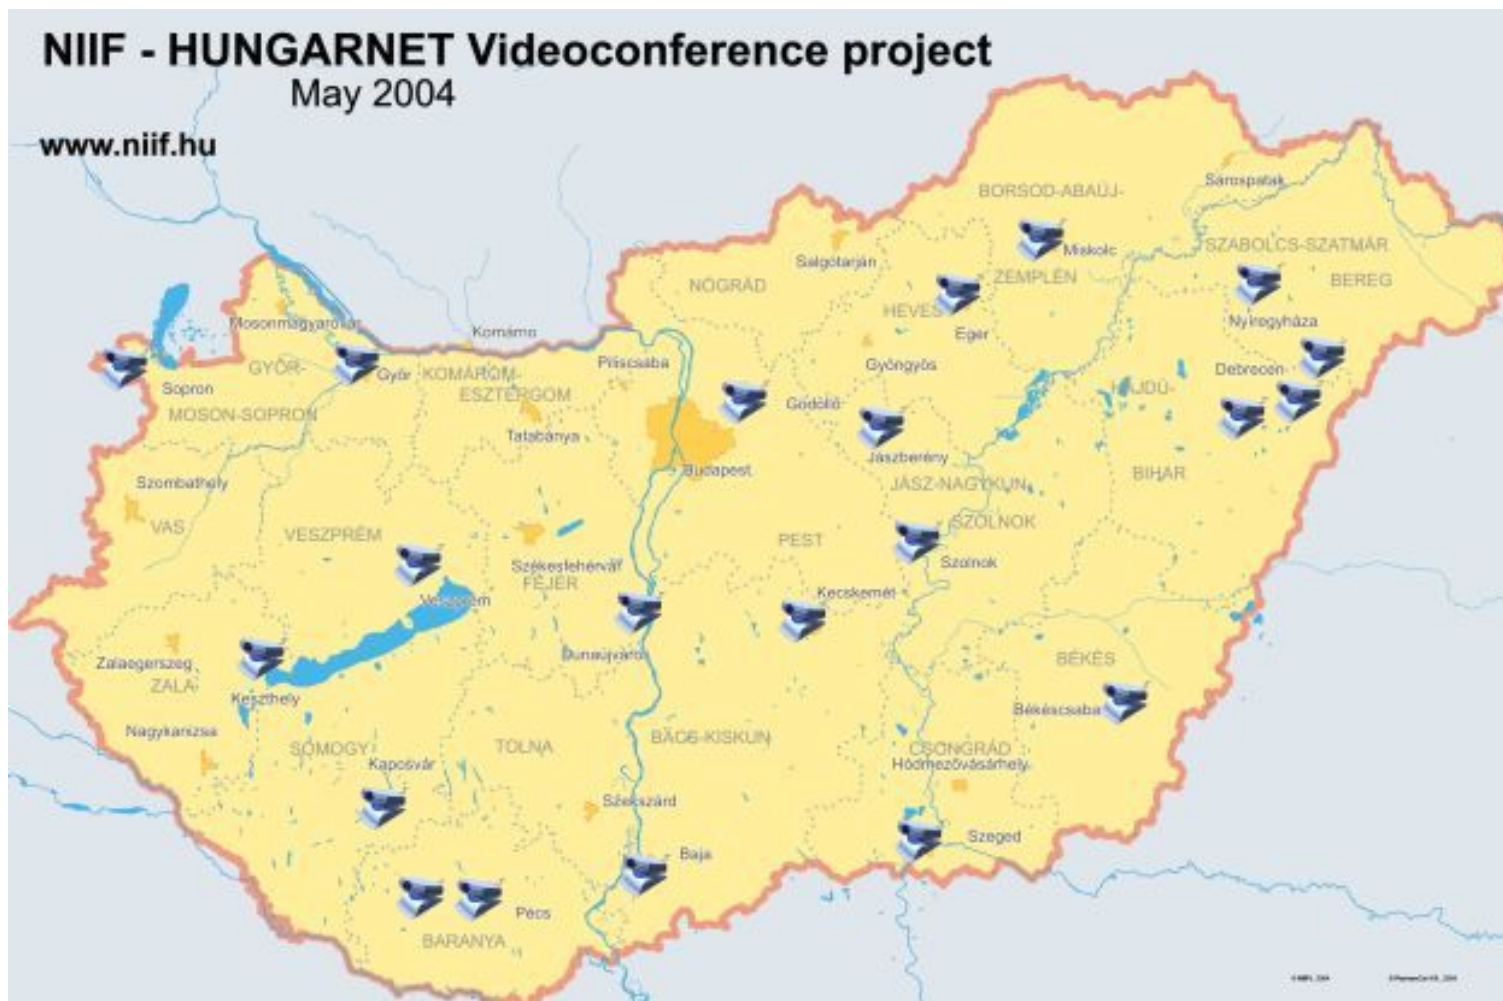 NIIF - HUNGARNET Videoconference project
May 2004
www.niif.hu
BORSOD-ABAÚJ-
Sárospatak
Miskolc
SZABOLCS-SZATMÁR
Salgótarján
ZEMPLÉN
BEREG
NÓGRÁD
HEVES
Nyíregyháza
Mosonmagyaróvár
Komárno
Eger
Piliscsaba
Gyöngyös
Debrecen
GYŐR-
Győr
KOMÁROM-
Sopron
HAJDÚ-
ESZTERGOM
Gödöllő
MOSON-SOPRON
Tatabánya
Jászberény
Budapest
BIHAR
Szombathely
JÁSZ-NAGYKUN
VAS
SZOLNOK
VESZPRÉM
PEST
Szolnok
Székesfehérvár
FEJÉR
Kecskemét
Veszprém
Dunaújváros
BÉKÉS
Zalaegerszeg
ZALA
Keszthely
Békéscsaba
Nagykanizsa
BÁCS-KISKUN
SOMOGY
TOLNA
CSONGRÁD
Kaposvár
Hódmezővásárhely
Szekszárd
Szeged
Baja
Pécs
BARANYA